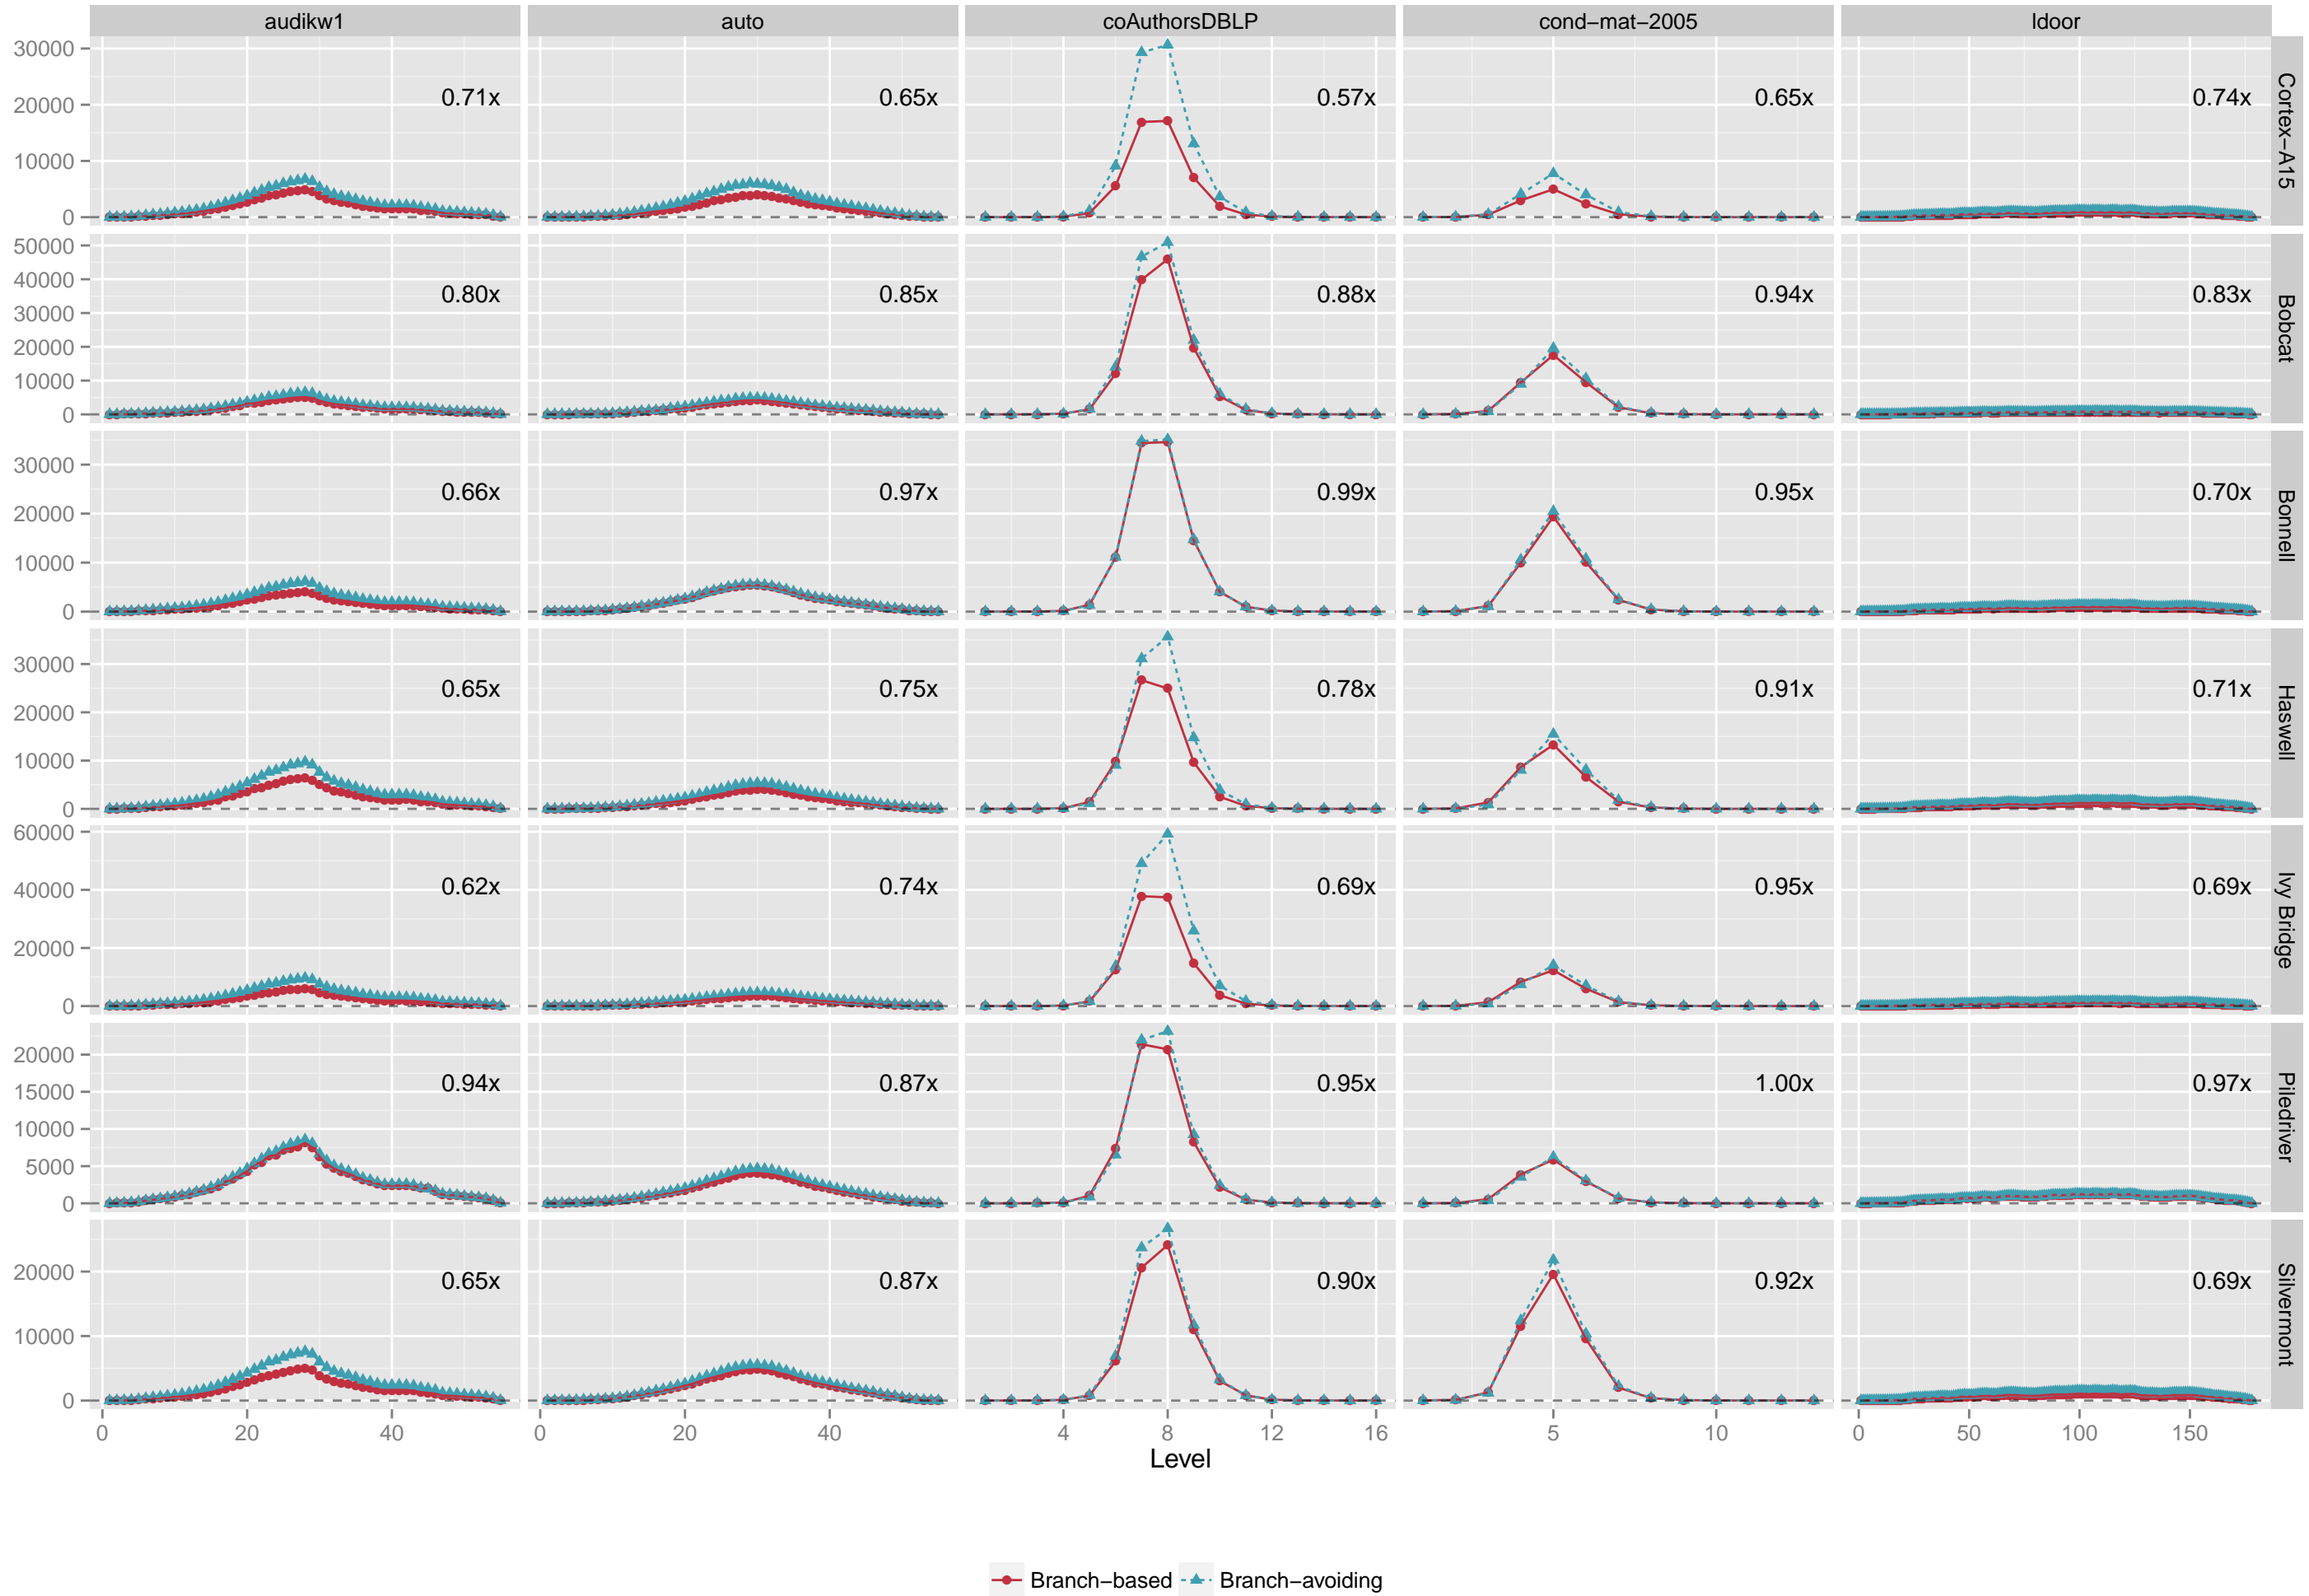 audikw1 auto coAuthorsDBLP cond−mat−2005 ldoor
30000
20000
10000
0
0.71x 0.65x 0.57x 0.65x 0.74x
Cortex−A15
50000
40000
30000
20000
10000
0
0.80x 0.85x 0.88x 0.94x 0.83x
Bobcat
30000
20000
10000
0
0.66x 0.97x 0.99x 0.95x 0.70x
Bonnell
30000
20000
10000
0
0.65x 0.75x 0.78x 0.91x 0.71x
Haswell
60000
40000
20000
0
0.62x 0.74x 0.69x 0.95x 0.69x
Ivy Bridge
20000
15000
10000
5000
0
0.94x 0.87x 0.95x 1.00x 0.97x
Piledriver
20000
10000
0
0.65x 0.87x 0.90x 0.92x 0.69x
Silvermont
0 20 40 0 20 40 4 8 12 16 5 10 0 50 100 150
Level
Branch−based Branch−avoiding